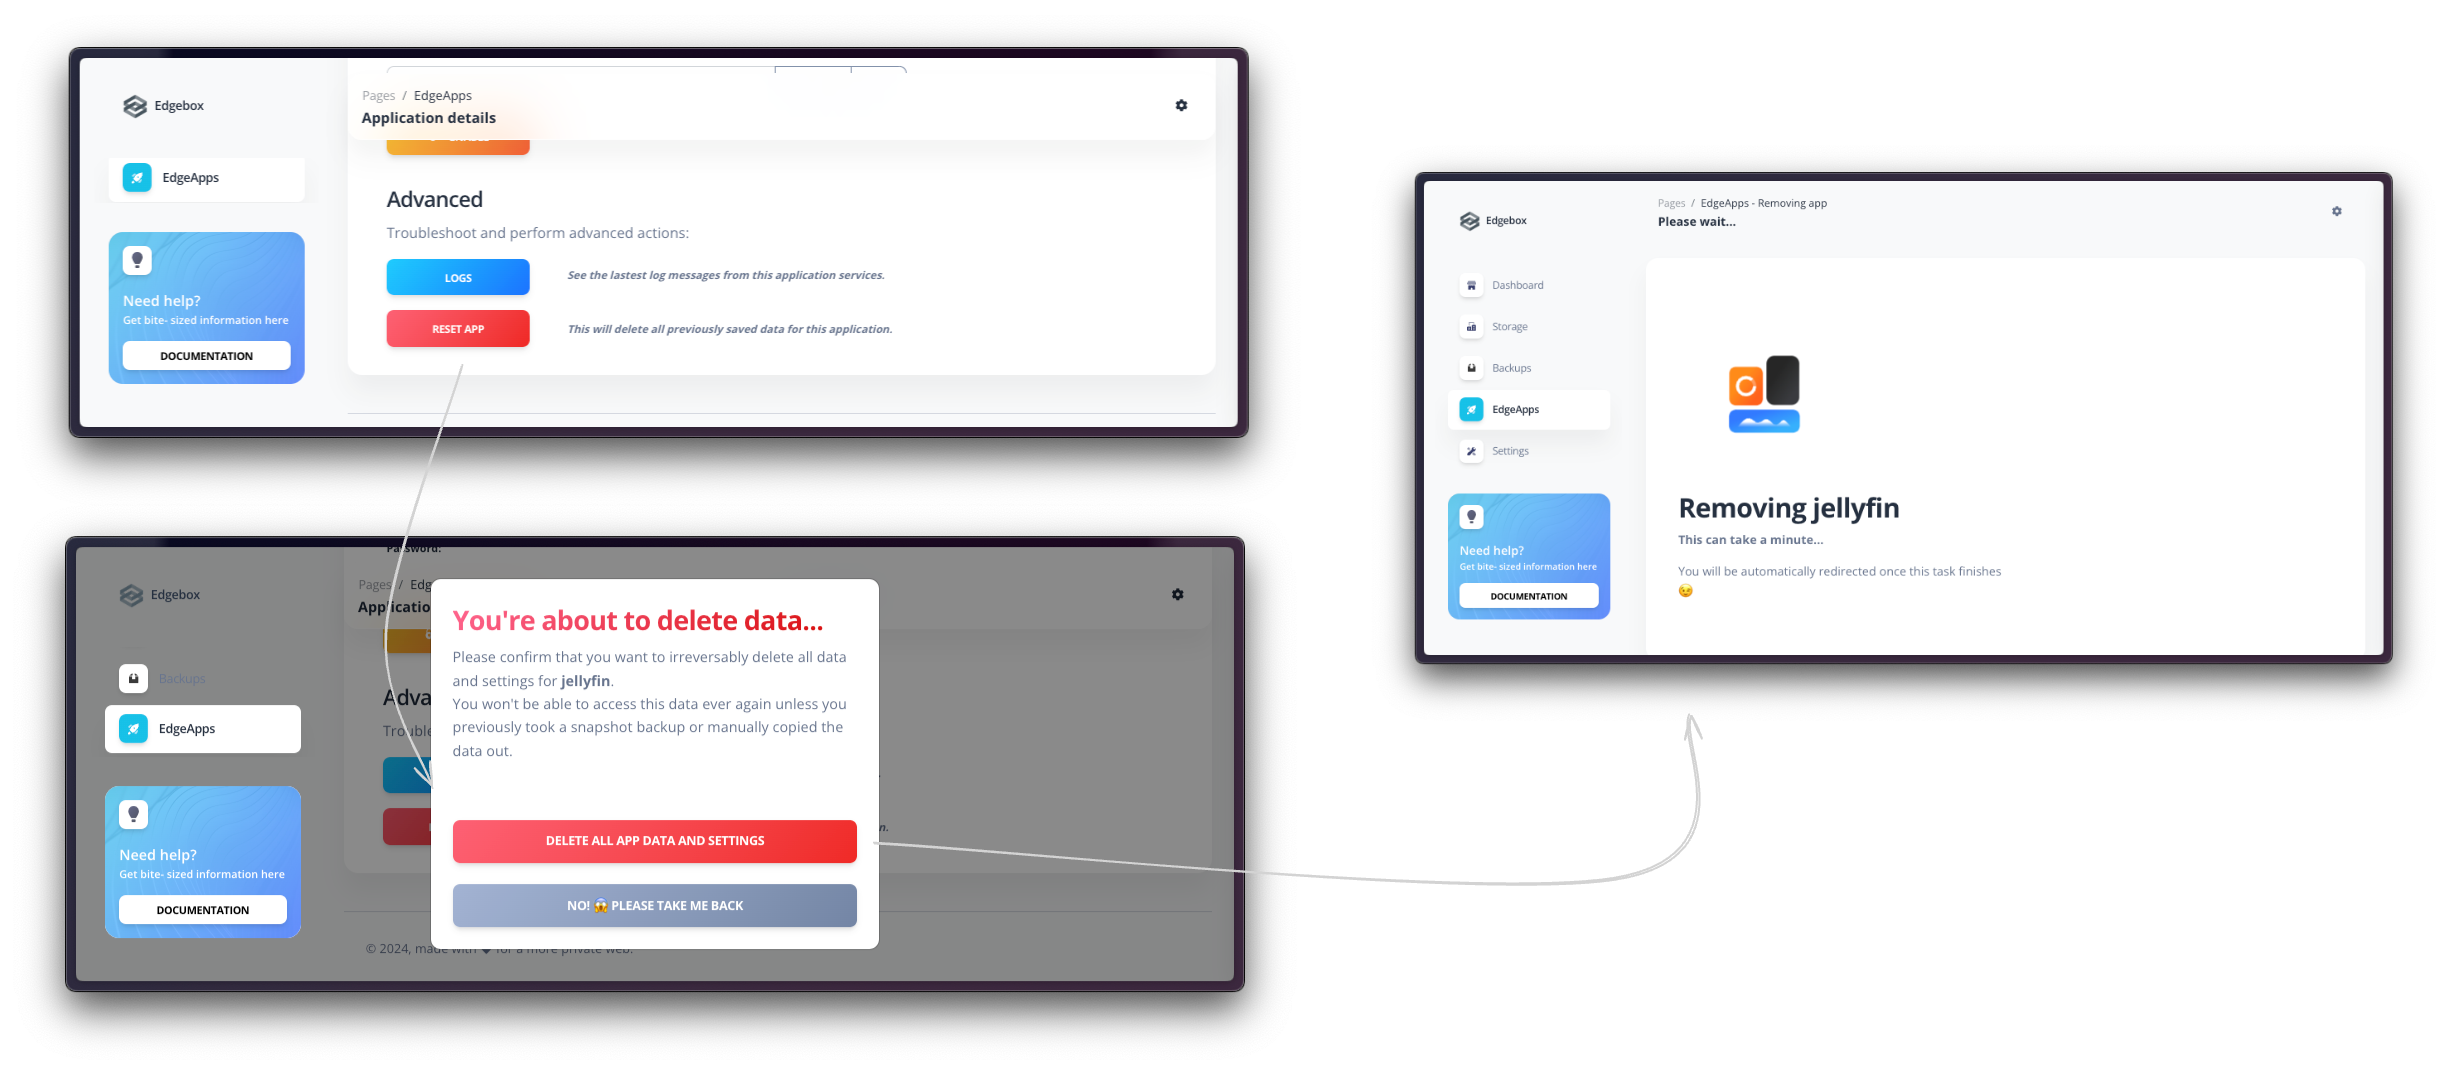 Edgebox
Pages / EdgeApps
Application details
EdgeApps
Need help?
Get bite- sized information here
DOCUMENTATION
Advanced
Troubleshoot and perform advanced actions:
LOGS
See the lastest log messages from this application services.
RESET APP
This will delete all previously saved data for this application.
Password:
Edgebox
Pages / Edg
Applicatio
Backups
EdgeApps
Need help?
Get bite- sized information here
DOCUMENTATION
Adva
Trouble
You're about to delete data...
Please confirm that you want to irreversably delete all data
and settings for jellyfin.
You won't be able to access this data ever again unless you
previously took a snapshot backup or manually copied the
data out.
DELETE ALL APP DATA AND SETTINGS
NO! 😱 PLEASE TAKE ME BACK
n.
© 2024, made with ❤ for a more private web.
Edgebox
Pages / EdgeApps - Removing app
Please wait...
Dashboard
Storage
Backups
EdgeApps
Settings
Need help?
Get bite- sized information here
DOCUMENTATION
Removing jellyfin
This can take a minute...
You will be automatically redirected once this task finishes
😉